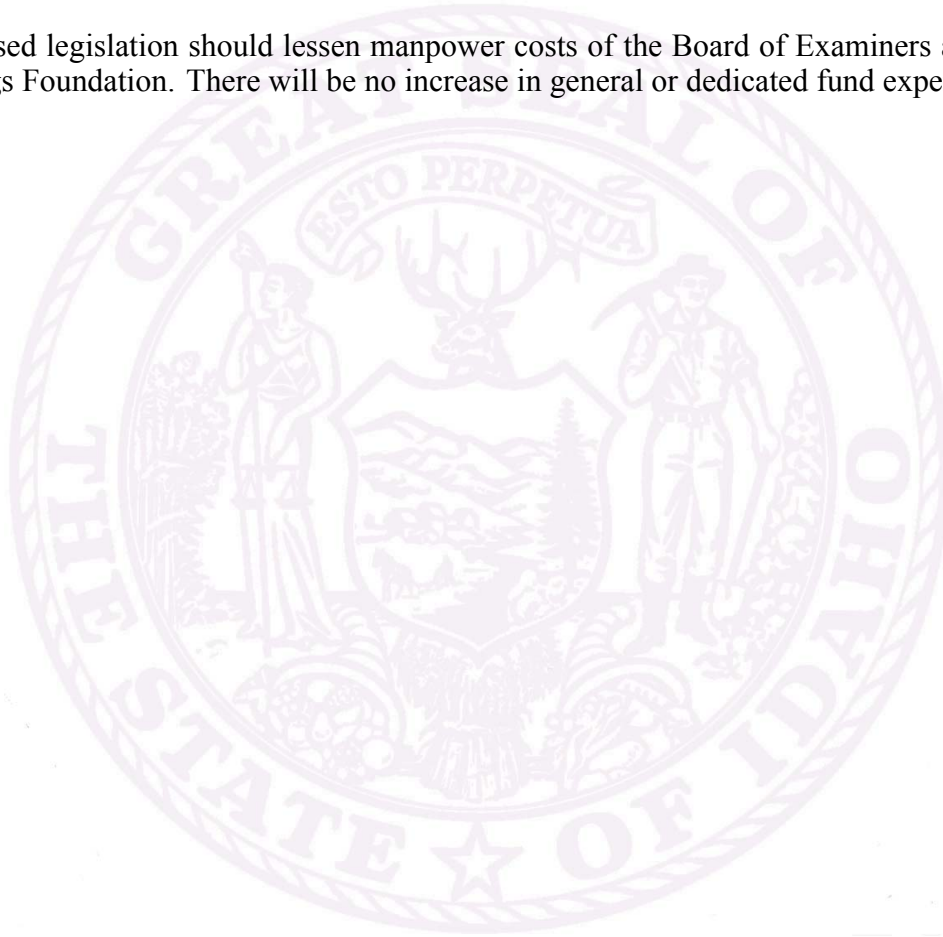 sed legislation should lessen manpower costs of the Board of Examiners a
gs Foundation. There will be no increase in general or dedicated fund expe
GREAT SEAL OF
ESTO PERPETUA
THE STATE OF IDAHO